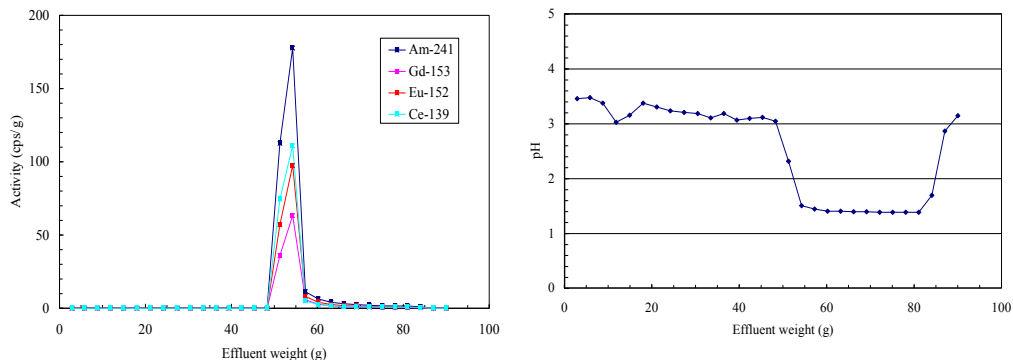 200
150
100
50
0
Activity (cps/g)
Am-241
Gd-153
Eu-152
Ce-139
0 20 40 60 80 100
Effluent weight (g)
5
4
3
2
1
0
pH
0 20 40 60 80 100
Effluent weight (g)